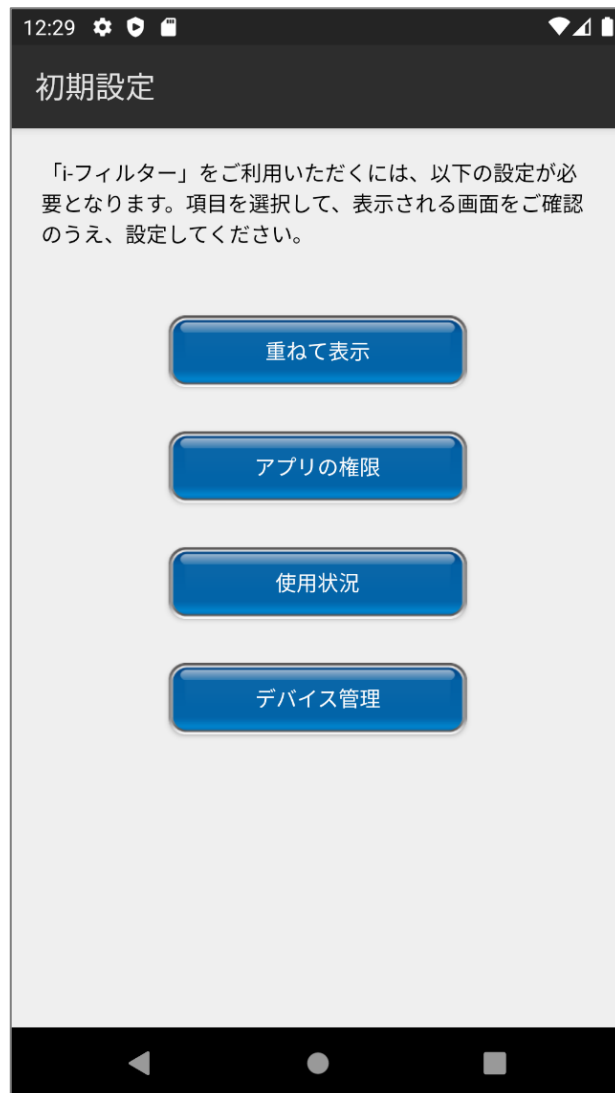 12:29
初期設定
「i-フィルター」をご利用いただくには、以下の設定が必
要となります。項目を選択して、表示される画面をご確認
のうえ、設定してください。
重ねて表示
アプリの権限
使用状況
デバイス管理